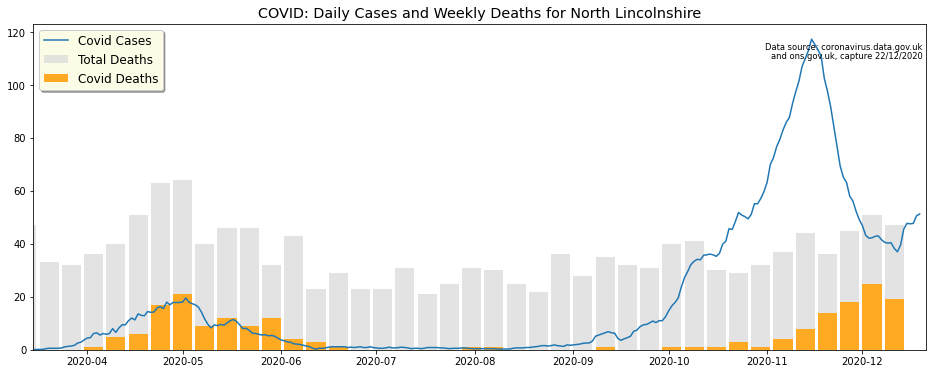 COVID: Daily Cases and Weekly Deaths for North Lincolnshire
120
100
80
60
40
20
0
Covid Cases
Total Deaths
Covid Deaths
Data source: coronavirus.data.gov.uk
and ons.gov.uk, capture 22/12/2020
2020-04
2020-05
2020-06
2020-07
2020-08
2020-09
2020-10
2020-11
2020-12